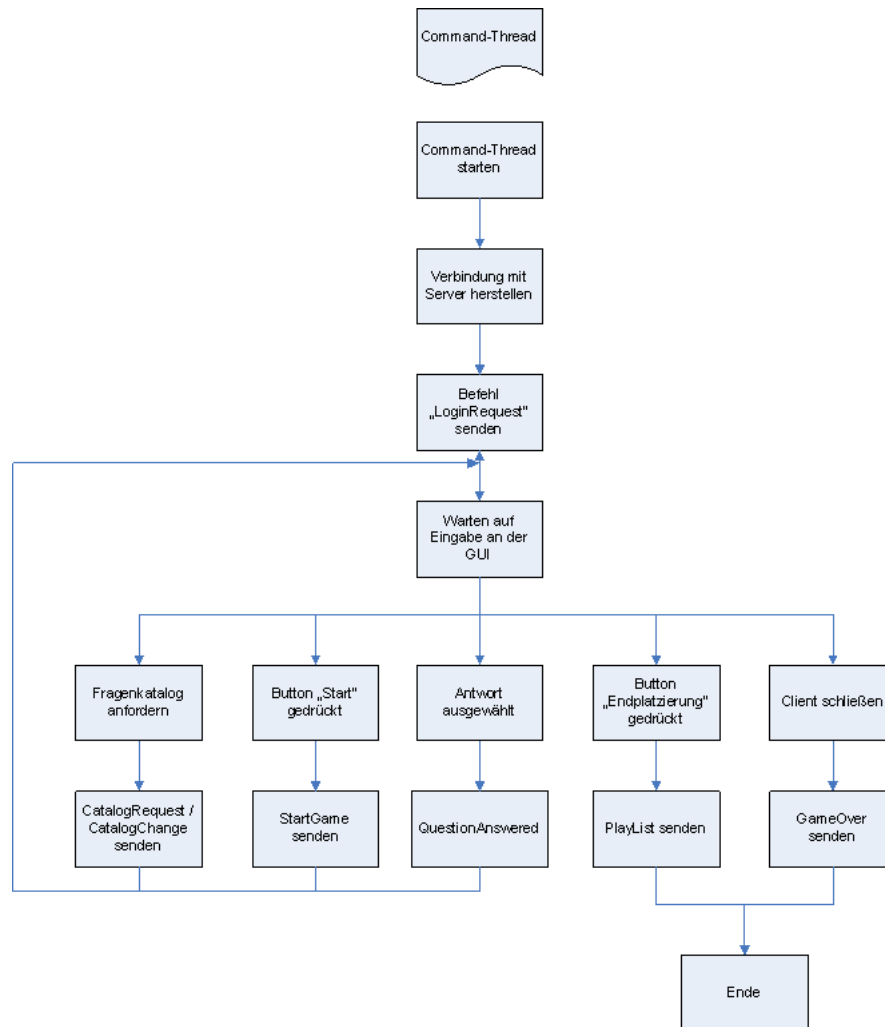 Command-Thread
Command-Thread
starten
Verbindung mit
Server herstellen
Befehl
„LoginRequest"
senden
Warten auf
Eingabe an der
GUI
Fragenkatalog
anfordern
Button „Start"
gedrückt
Antwort
ausgewählt
Button
„Endplatzierung"
gedrückt
Client schließen
CatalogRequest /
CatalogChange
senden
StartGame
senden
QuestionAnswered
PlayList senden
GameOver
senden
Ende